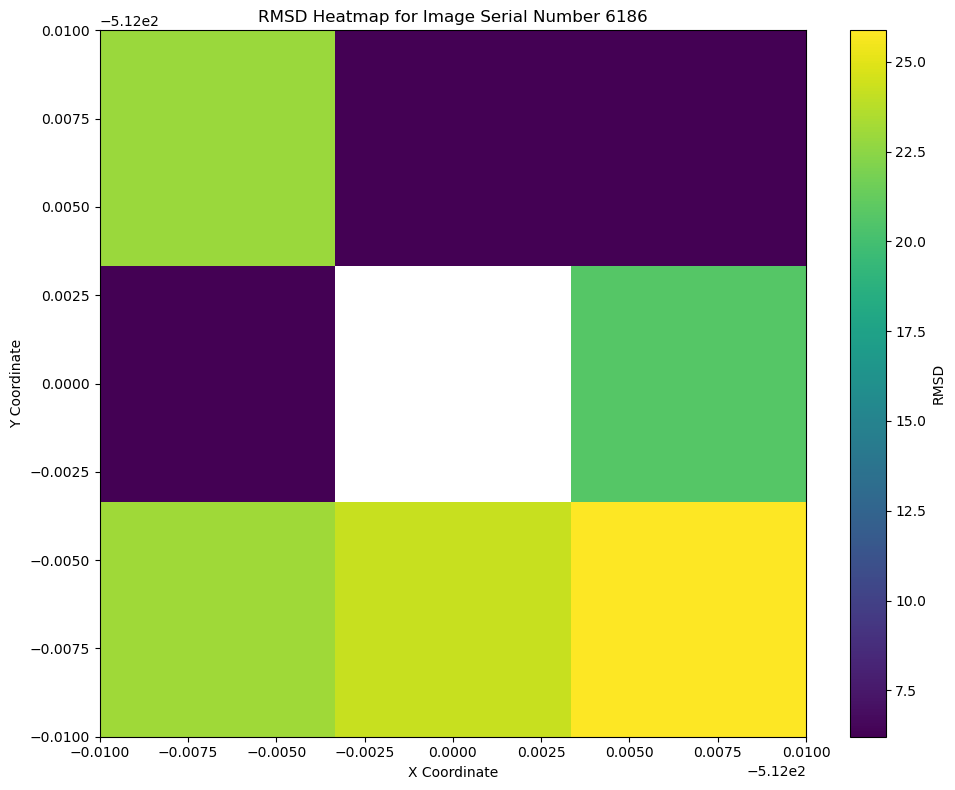 RMSD Heatmap for Image Serial Number 6186
−5.12e2
0.0100
0.0075
0.0050
0.0025
0.0000
−0.0025
−0.0050
−0.0075
−0.0100
Y Coordinate
−0.0100 −0.0075 −0.0050 −0.0025 0.0000 0.0025 0.0050 0.0075 0.0100
X Coordinate
−5.12e2
25.0
22.5
20.0
17.5
15.0
12.5
10.0
7.5
RMSD